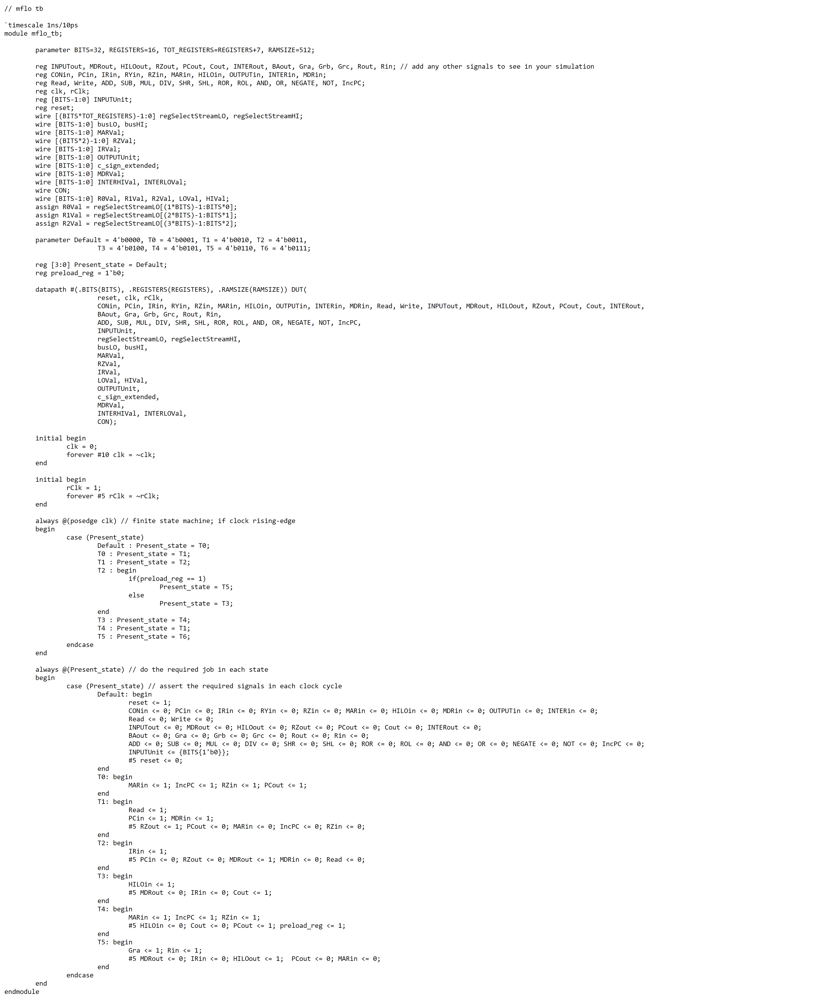 // mflo tb

`timescale 1ns/10ps
module mflo_tb;

	parameter BITS=32, REGISTERS=16, TOT_REGISTERS=REGISTERS+7, RAMSIZE=512;

	reg INPUTout, MDRout, HILOout, RZout, PCout, Cout, INTERout, BAout, Gra, Grb, Grc, Rout, Rin; // add any other signals to see in your simulation
	reg CONin, PCin, IRin, RYin, RZin, MARin, HILOin, OUTPUTin, INTERin, MDRin;
	reg Read, Write, ADD, SUB, MUL, DIV, SHR, SHL, ROR, ROL, AND, OR, NEGATE, NOT, IncPC;
	reg clk, rClk;
	reg [BITS-1:0] INPUTUnit;
	reg reset;
	wire [(BITS*TOT_REGISTERS)-1:0] regSelectStreamLO, regSelectStreamHI;
	wire [BITS-1:0] busLO, busHI;
	wire [BITS-1:0] MARVal;
	wire [(BITS*2)-1:0] RZVal;
	wire [BITS-1:0] IRVal;
	wire [BITS-1:0] OUTPUTUnit;
	wire [BITS-1:0] c_sign_extended;
	wire [BITS-1:0] MDRVal;
	wire [BITS-1:0] INTERHIVal, INTERLOVal;
	wire CON;
	wire [BITS-1:0] R0Val, R1Val, R2Val, LOVal, HIVal;
	assign R0Val = regSelectStreamLO[(1*BITS)-1:BITS*0];
	assign R1Val = regSelectStreamLO[(2*BITS)-1:BITS*1];
	assign R2Val = regSelectStreamLO[(3*BITS)-1:BITS*2];

	parameter Default = 4'b0000, T0 = 4'b0001, T1 = 4'b0010, T2 = 4'b0011,
			T3 = 4'b0100, T4 = 4'b0101, T5 = 4'b0110, T6 = 4'b0111;

	reg [3:0] Present_state = Default;
	reg preload_reg = 1'b0;

	datapath #(.BITS(BITS), .REGISTERS(REGISTERS), .RAMSIZE(RAMSIZE)) DUT(
			reset, clk, rClk,
			CONin, PCin, IRin, RYin, RZin, MARin, HILOin, OUTPUTin, INTERin, MDRin, Read, Write, INPUTout, MDRout, HILOout, RZout, PCout, Cout, INTERout,
			BAout, Gra, Grb, Grc, Rout, Rin,
			ADD, SUB, MUL, DIV, SHR, SHL, ROR, ROL, AND, OR, NEGATE, NOT, IncPC,
			INPUTUnit,
			regSelectStreamLO, regSelectStreamHI,
			busLO, busHI,
			MARVal,
			RZVal,
			IRVal,
			LOVal, HIVal,
			OUTPUTUnit,
			c_sign_extended,
			MDRVal,
			INTERHIVal, INTERLOVal,
			CON);

	initial begin
		clk = 0;
		forever #10 clk = ~clk;
	end

	initial begin
		rClk = 1;
		forever #5 rClk = ~rClk;
	end

	always @(posedge clk) // finite state machine; if clock rising-edge
	begin
		case (Present_state)
			Default : Present_state = T0;
			T0 : Present_state = T1;
			T1 : Present_state = T2;
			T2 : begin
				if(preload_reg == 1)
					Present_state = T5;
				else
					Present_state = T3;
			end
			T3 : Present_state = T4;
			T4 : Present_state = T1;
			T5 : Present_state = T6;
		endcase
	end

	always @(Present_state) // do the required job in each state
	begin
		case (Present_state) // assert the required signals in each clock cycle
			Default: begin
				reset <= 1;
				CONin <= 0; PCin <= 0; IRin <= 0; RYin <= 0; RZin <= 0; MARin <= 0; HILOin <= 0; MDRin <= 0; OUTPUTin <= 0; INTERin <= 0;
				Read <= 0; Write <= 0;
				INPUTout <= 0; MDRout <= 0; HILOout <= 0; RZout <= 0; PCout <= 0; Cout <= 0; INTERout <= 0;
				BAout <= 0; Gra <= 0; Grb <= 0; Grc <= 0; Rout <= 0; Rin <= 0;
				ADD <= 0; SUB <= 0; MUL <= 0; DIV <= 0; SHR <= 0; SHL <= 0; ROR <= 0; ROL <= 0; AND <= 0; OR <= 0; NEGATE <= 0; NOT <= 0; IncPC <= 0;
				INPUTUnit <= {BITS{1'b0}};
				#5 reset <= 0;
			end
			T0: begin
				MARin <= 1; IncPC <= 1; RZin <= 1; PCout <= 1;
			end
			T1: begin
				Read <= 1;
				PCin <= 1; MDRin <= 1;
				#5 RZout <= 1; PCout <= 0; MARin <= 0; IncPC <= 0; RZin <= 0;
			end
			T2: begin
				IRin <= 1;
				#5 PCin <= 0; RZout <= 0; MDRout <= 1; MDRin <= 0; Read <= 0;
			end
			T3: begin
				HILOin <= 1;
				#5 MDRout <= 0; IRin <= 0; Cout <= 1;
			end
			T4: begin
				MARin <= 1; IncPC <= 1; RZin <= 1;
				#5 HILOin <= 0; Cout <= 0; PCout <= 1; preload_reg <= 1;
			end
			T5: begin
				Gra <= 1; Rin <= 1;
				#5 MDRout <= 0; IRin <= 0; HILOout <= 1;  PCout <= 0; MARin <= 0;
			end
		endcase
	end
endmodule